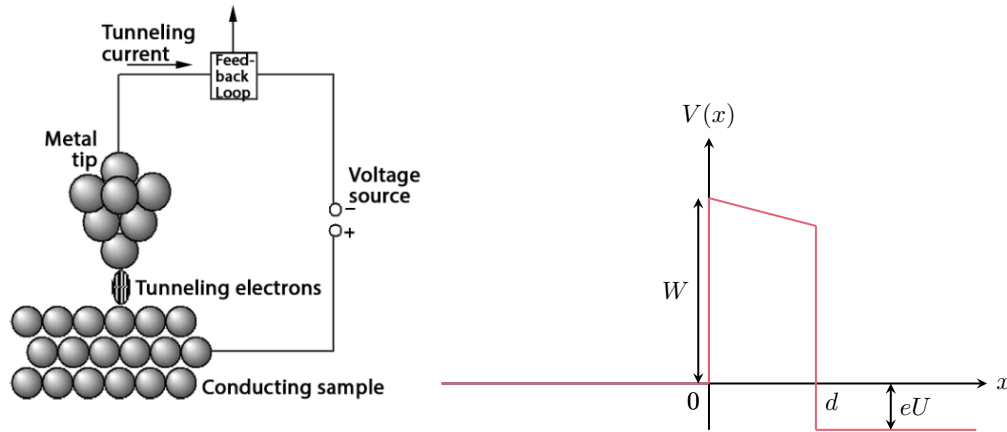 Tunneling
current
Feed-
back
Loop
Metal
tip
Voltage
source
−
+
Tunneling electrons
Conducting sample
V(x)
W
0
d
eU
x